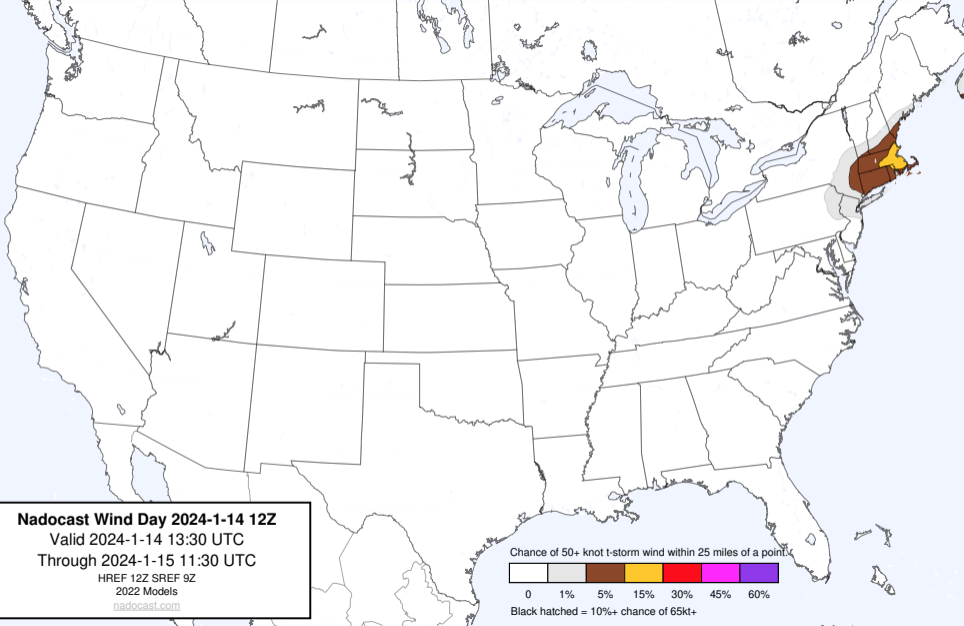 Nadocast Wind Day 2024-1-14 12Z
Valid 2024-1-14 13:30 UTC
Through 2024-1-15 11:30 UTC
HREF 12Z SREF 9Z
2022 Models
nadocast.com
Chance of 50+ knot t-storm wind within 25 miles of a point.
0 1% 5% 15% 30% 45% 60%
Black hatched = 10%+ chance of 65kt+